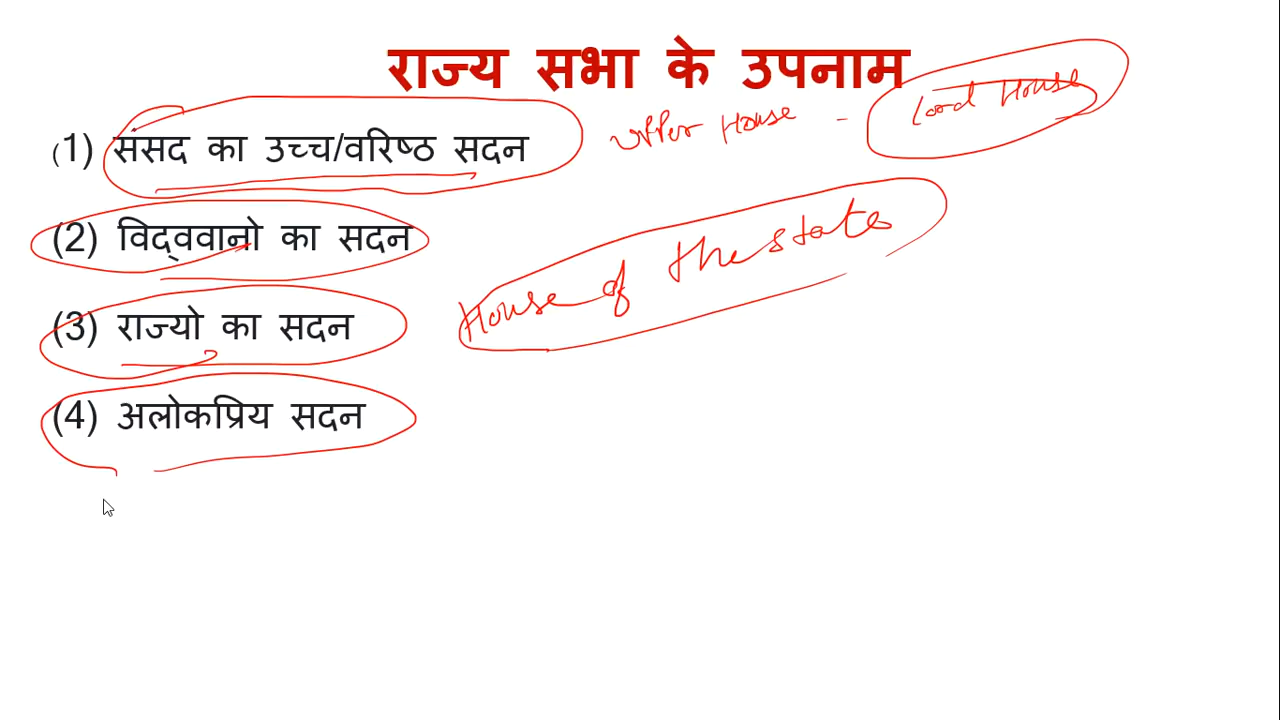 राज्य सभा के उपनाम
(1) संसद का उच्च/वरिष्ठ सदन
Upper House - Lord House
(2) विद्ववानो का सदन
House of the state
(3) राज्यो का सदन
(4) अलोकप्रिय सदन